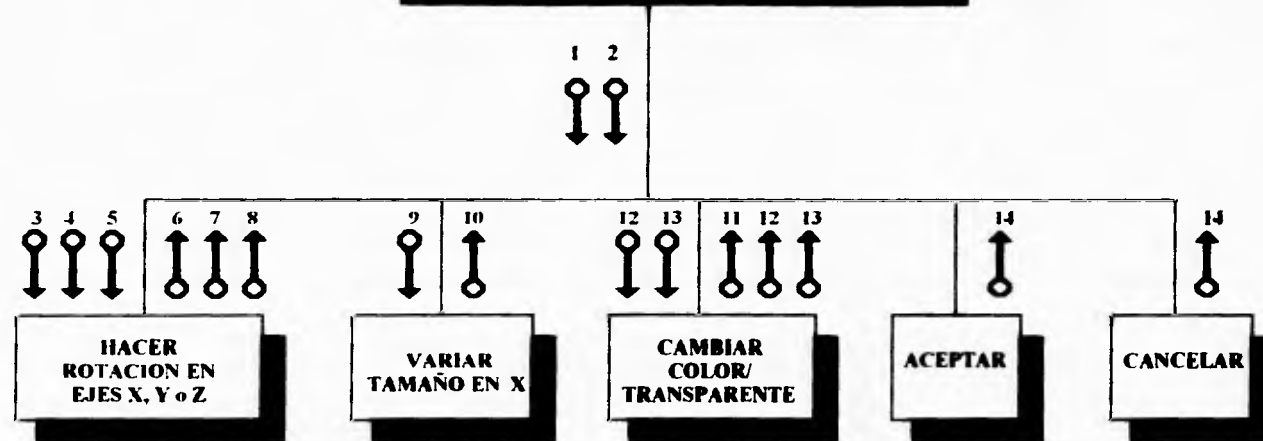 1 2
3 4 5 6 7 8 9 10 12 13 11 12 13 14 14
HACER
ROTACION EN
EJES X, Y o Z
VARIAR
TAMAÑO EN X
CAMBIAR
COLOR/
TRANSPARENTE
ACEPTAR
CANCELAR